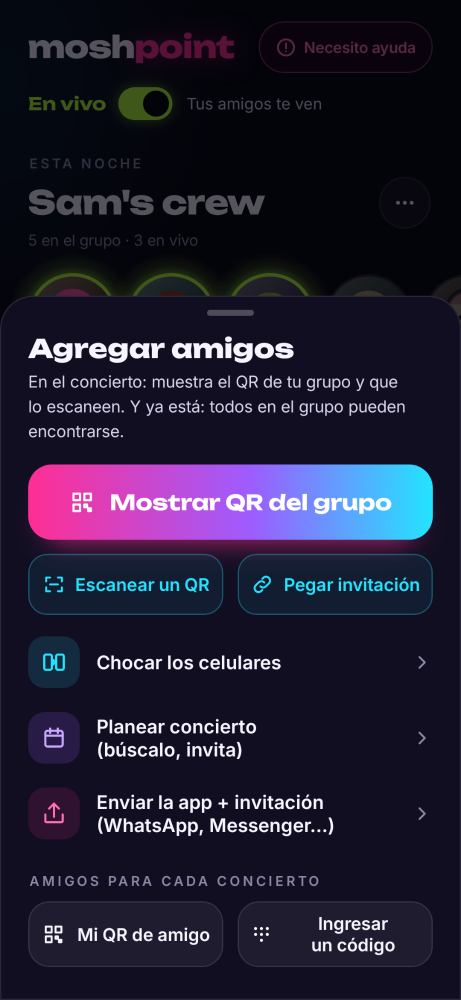 moshpoint
Necesito ayuda
En vivo
Tus amigos te ven
ESTA NOCHE
Sam's crew
5 en el grupo · 3 en vivo
Agregar amigos
En el concierto: muestra el QR de tu grupo y que
lo escaneen. Y ya está: todos en el grupo pueden
encontrarse.
Mostrar QR del grupo
Escanear un QR
Pegar invitación
Chocar los celulares
Planear concierto
(búscalo, invita)
Enviar la app + invitación
(WhatsApp, Messenger...)
AMIGOS PARA CADA CONCIERTO
Mi QR de amigo
Ingresar
un código